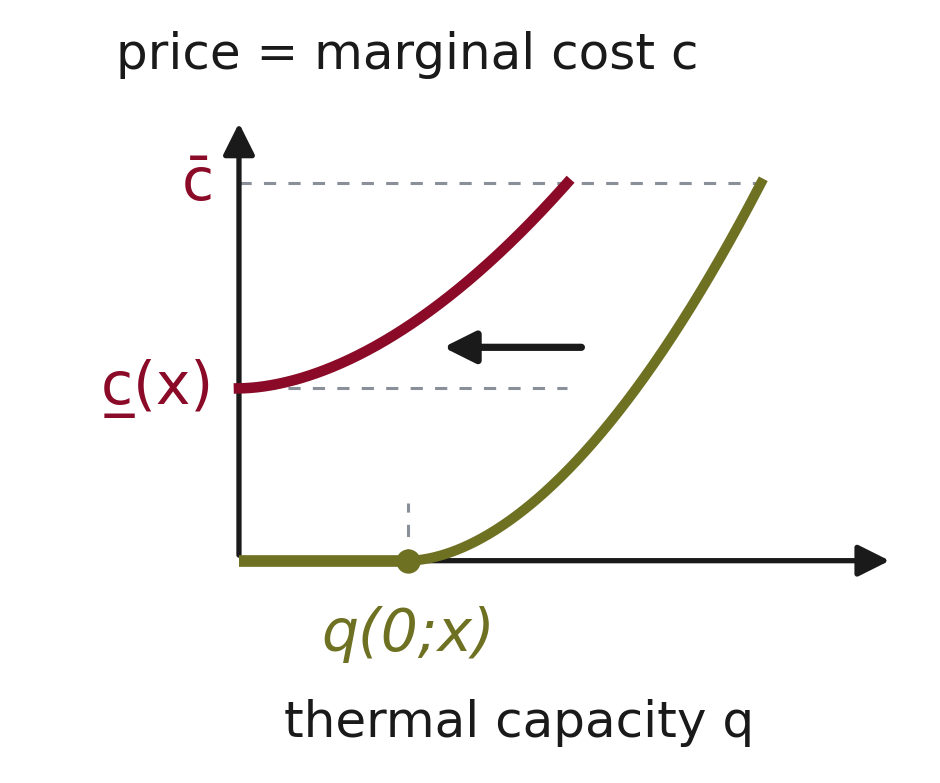 price = marginal cost c
c̄
c̲(x)
q(0;x)
thermal capacity q